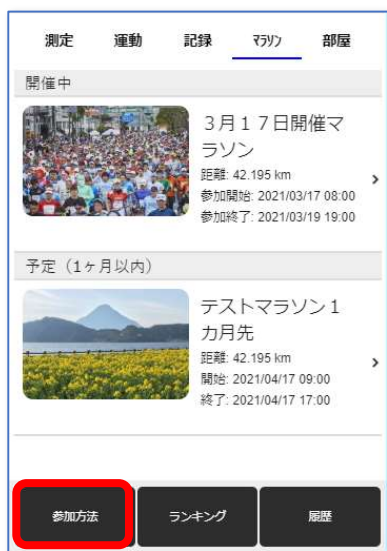 測定 運動 記録 マラソン 部屋
開催中
３月１７日開催マ
ラソン
距離: 42.195 km
参加開始: 2021/03/17 08:00
参加終了: 2021/03/19 19:00
予定（1ヶ月以内）
テストマラソン１
カ月先
距離: 42.195 km
開始: 2021/04/17 09:00
終了: 2021/04/17 17:00
参加方法 ランキング 履歴